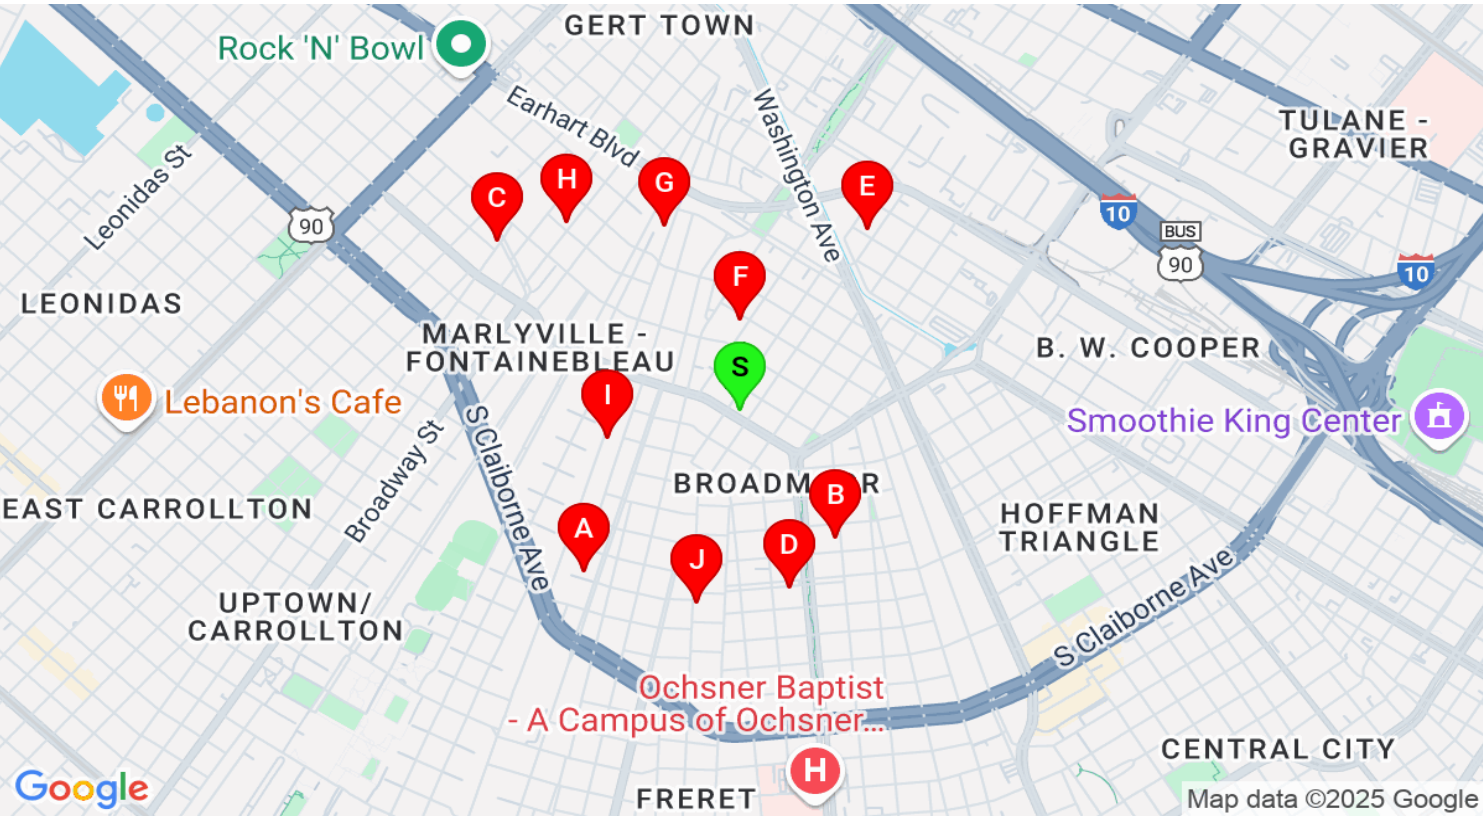 GERT TOWN
Rock 'N' Bowl
Earhart Blvd
Washington Ave
TULANE -
GRAVIER
Leonidas St
C
H
G
E
10
BUS
90
90
10
F
LEONIDAS
MARLYVILLE -
FONTAINEBLEAU
B. W. COOPER
S
I
Lebanon's Cafe
Smoothie King Center
Broadway St
S Claiborne Ave
BROADM R
B
EAST CARROLLTON
HOFFMAN
TRIANGLE
A
D
J
UPTOWN/
CARROLLTON
S Claiborne Ave
Ochsner Baptist
- A Campus of Ochsner...
H
CENTRAL CITY
FRERET
Google
Map data ©2025 Google